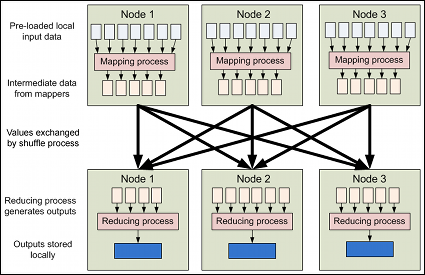 Node 1
Node 2
Node 3
Pre-loaded local
input data
Mapping process
Mapping process
Mapping process
Intermediate data
from mappers
Values exchanged
by shuffle process
Node 1
Node 2
Node 3
Reducing process
generates outputs
Reducing process
Reducing process
Reducing process
Outputs stored
locally